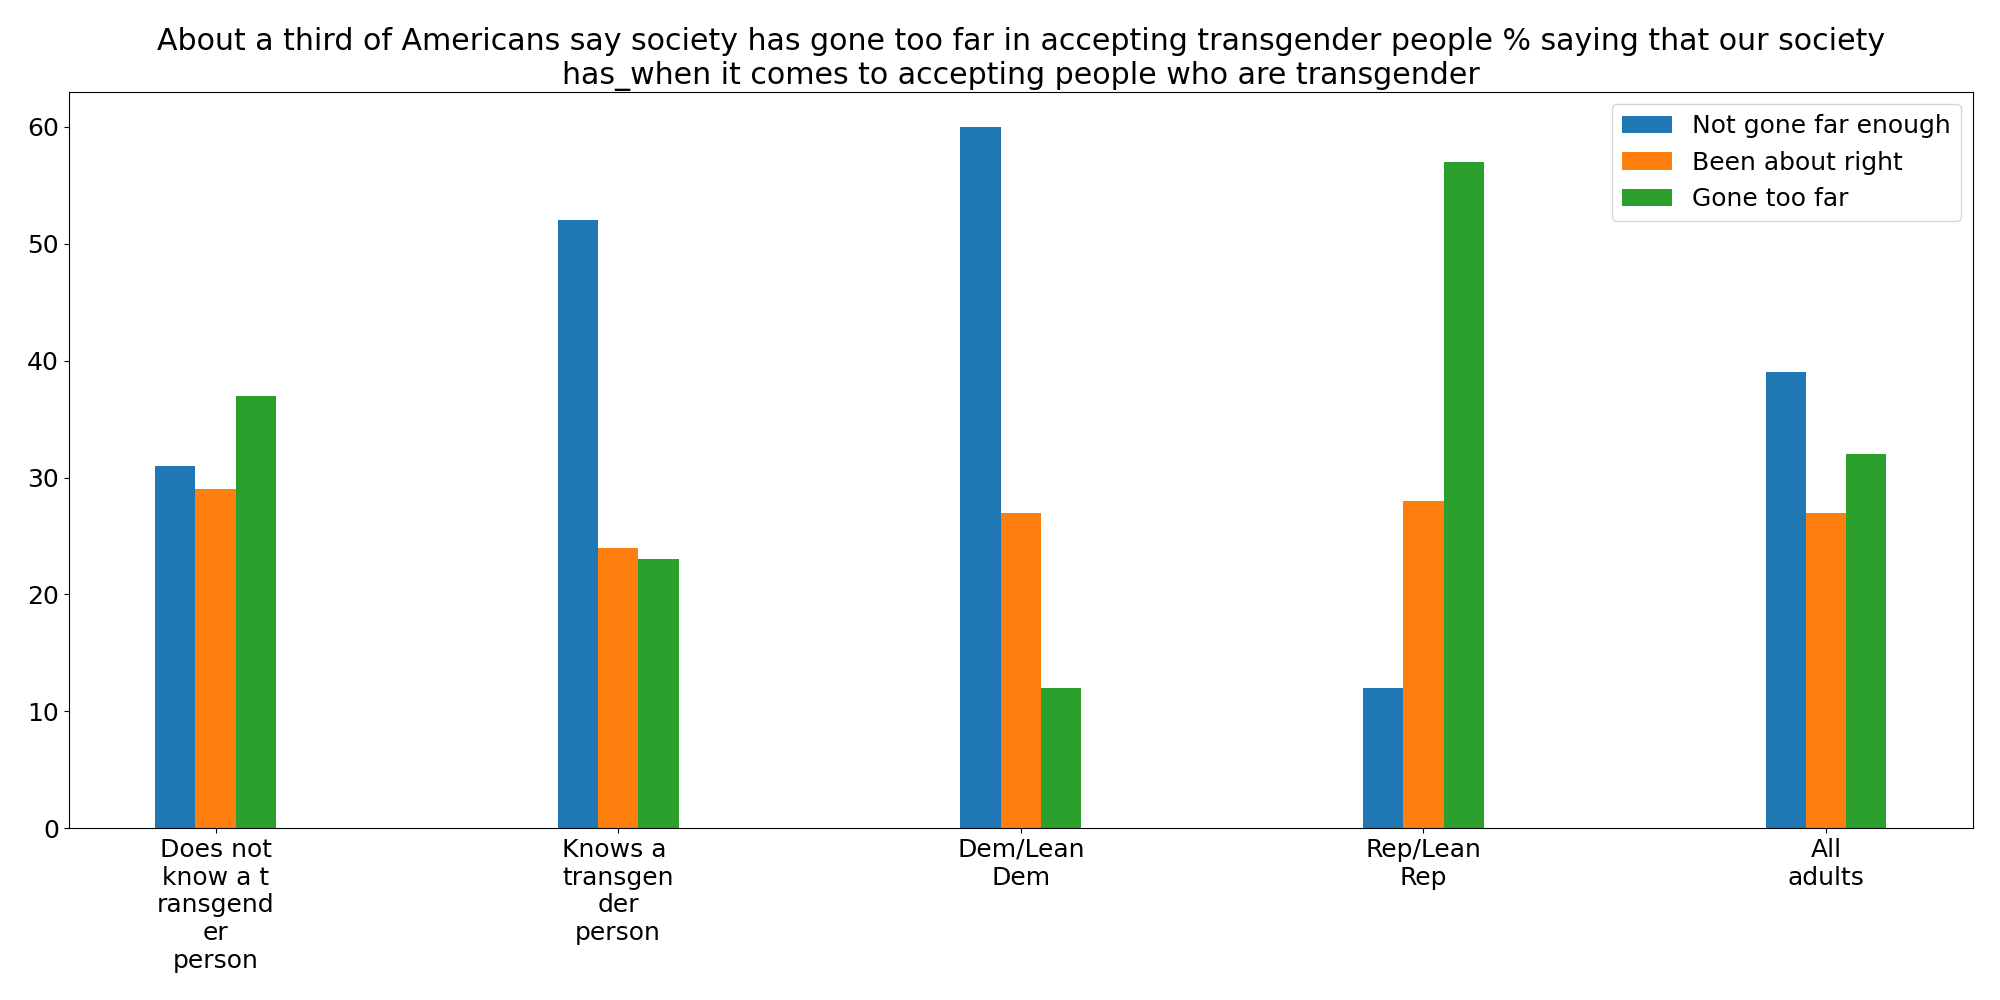 About a third of Americans say society has gone too far in accepting transgender people % saying that our society
has_when it comes to accepting people who are transgender
Not gone far enough
Been about right
Gone too far
60
50
40
30
20
10
0
Does not
know a t
ransgend
er
person
Knows a
transgen
der
person
Dem/Lean
Dem
Rep/Lean
Rep
All
adults